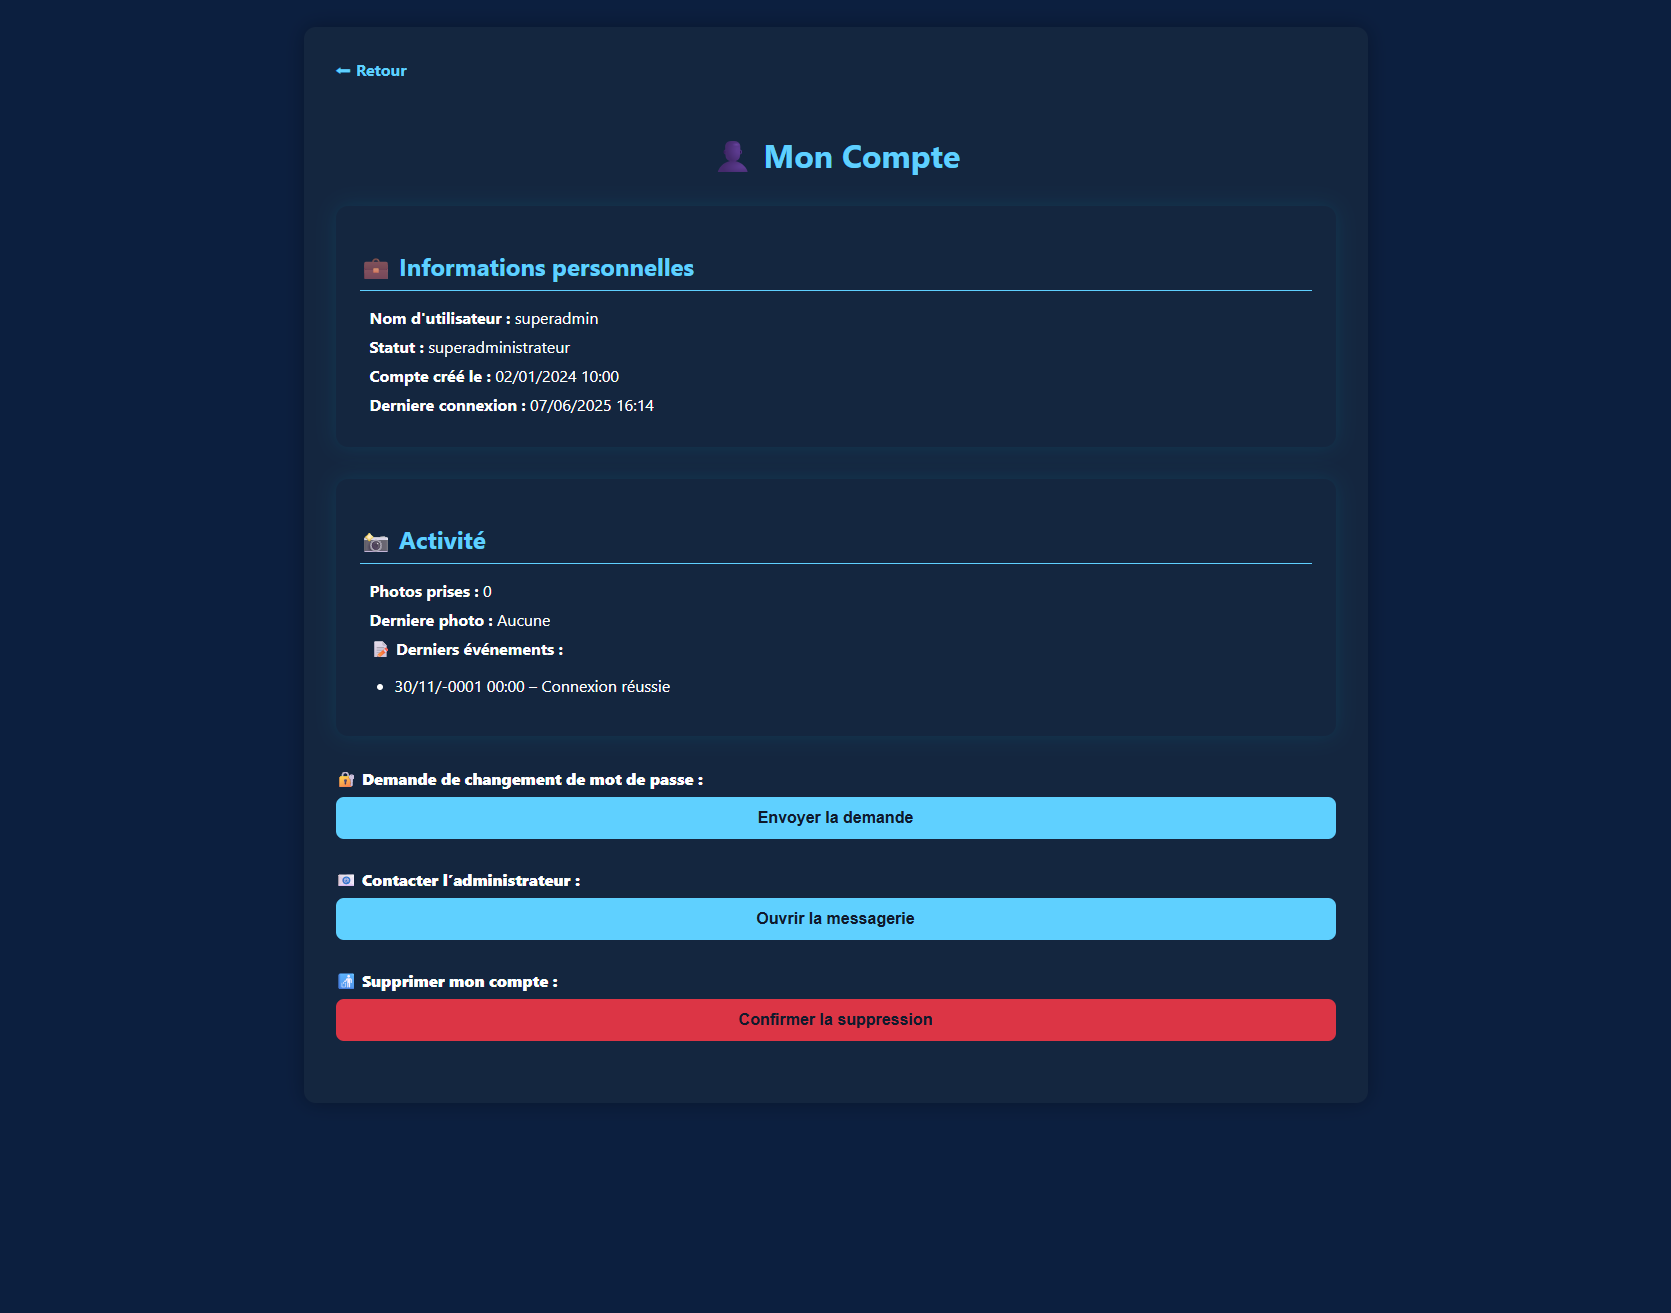 Retour
Mon Compte
Informations personnelles
Nom d'utilisateur : superadmin
Statut : superadministrateur
Compte créé le : 02/01/2024 10:00
Derniere connexion : 07/06/2025 16:14
Activité
Photos prises : 0
Derniere photo : Aucune
Derniers événements :
30/11/-0001 00:00 – Connexion réussie
Demande de changement de mot de passe :
Envoyer la demande
Contacter l’administrateur :
Ouvrir la messagerie
Supprimer mon compte :
Confirmer la suppression